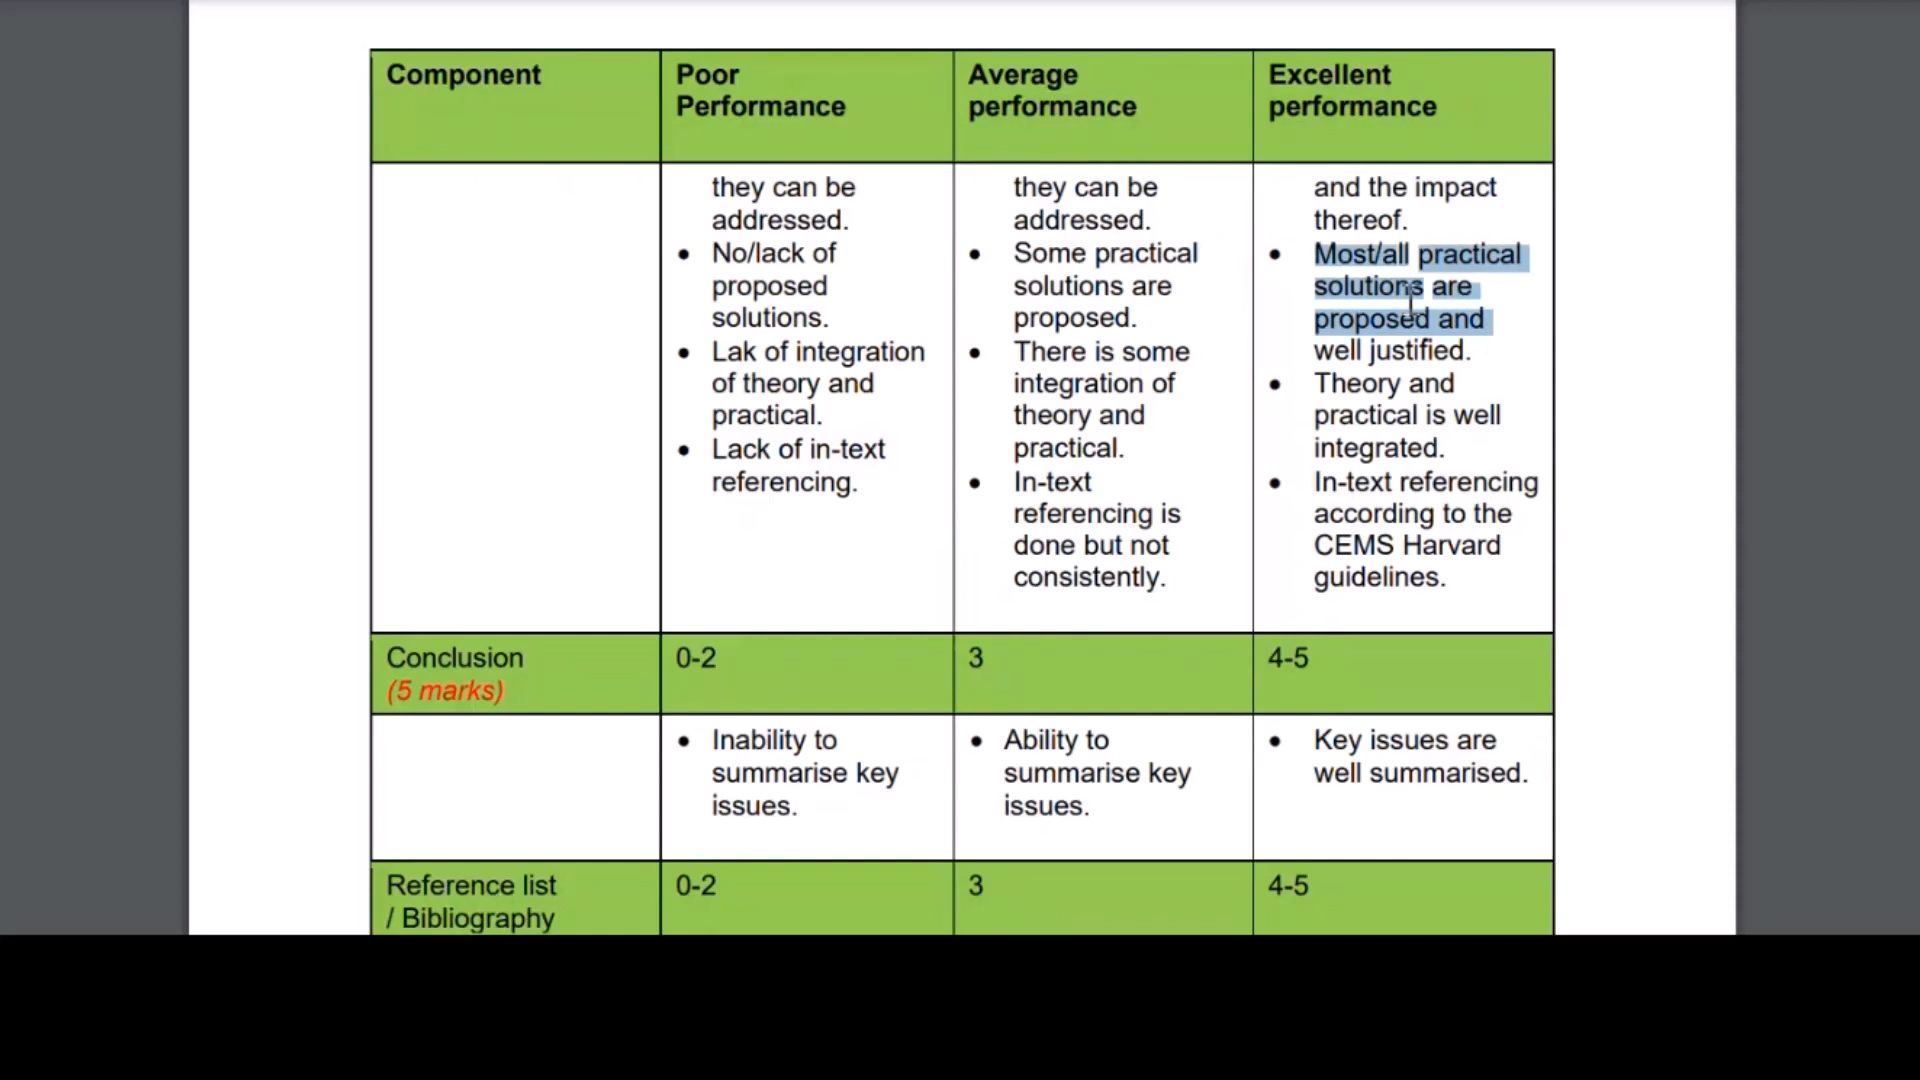 Component
Poor
Performance
Average
performance
Excellent
performance
they can be
addressed.
• No/lack of
proposed
solutions.
• Lak of integration
of theory and
practical.
• Lack of in-text
referencing.
they can be
addressed.
• Some practical
solutions are
proposed.
• There is some
integration of
theory and
practical.
• In-text
referencing is
done but not
consistently.
and the impact
thereof.
• Most/all practical
solutions are
proposed and
well justified.
• Theory and
practical is well
integrated.
• In-text referencing
according to the
CEMS Harvard
guidelines.
Conclusion
(5 marks)
0-2
3
4-5
• Inability to
summarise key
issues.
• Ability to
summarise key
issues.
• Key issues are
well summarised.
Reference list
/ Bibliography
0-2
3
4-5